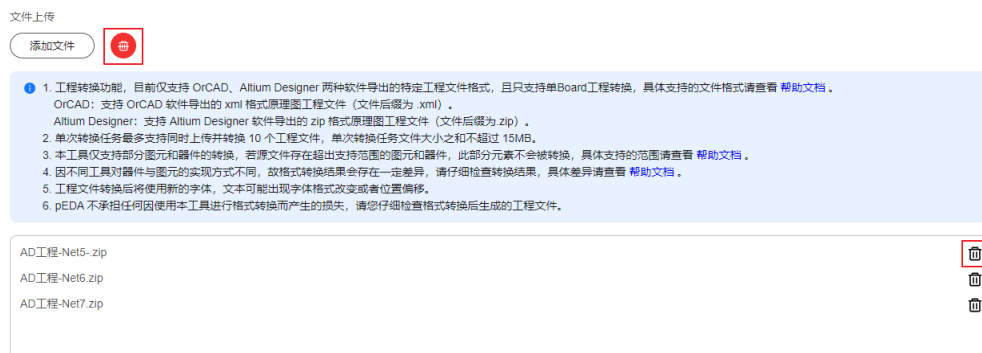 文件上传
添加文件
1. 工程转换功能，目前仅支持 OrCAD、Altium Designer 两种软件导出的特定工程文件格式，且只支持单Board工程转换，具体支持的文件格式请查看 帮助文档 。
OrCAD：支持 OrCAD 软件导出的 xml 格式原理图工程文件（文件后缀为 .xml）。
Altium Designer：支持 Altium Designer 软件导出的 zip 格式原理图工程文件（文件后缀为.zip）。
2. 单次转换任务最多支持同时上传并转换 10 个工程文件，单次转换任务文件大小之和不超过 15MB。
3. 本工具仅支持部分图元和器件的转换，若源文件存在超出支持范围的图元和器件，此部分元素不会被转换，具体支持的范围请查看 帮助文档 。
4. 因不同工具对器件与图元的实现方式不同，故格式转换结果会存在一定差异，请仔细检查转换结果，具体差异请查看 帮助文档 。
5. 工程文件转换后将使用新的字体，文本可能出现字体格式改变或者位置偏移。
6. pEDA 不承担任何因使用本工具进行格式转换而产生的损失，请您仔细检查格式转换后生成的工程文件。
AD工程-Net5-.zip
AD工程-Net6.zip
AD工程-Net7.zip